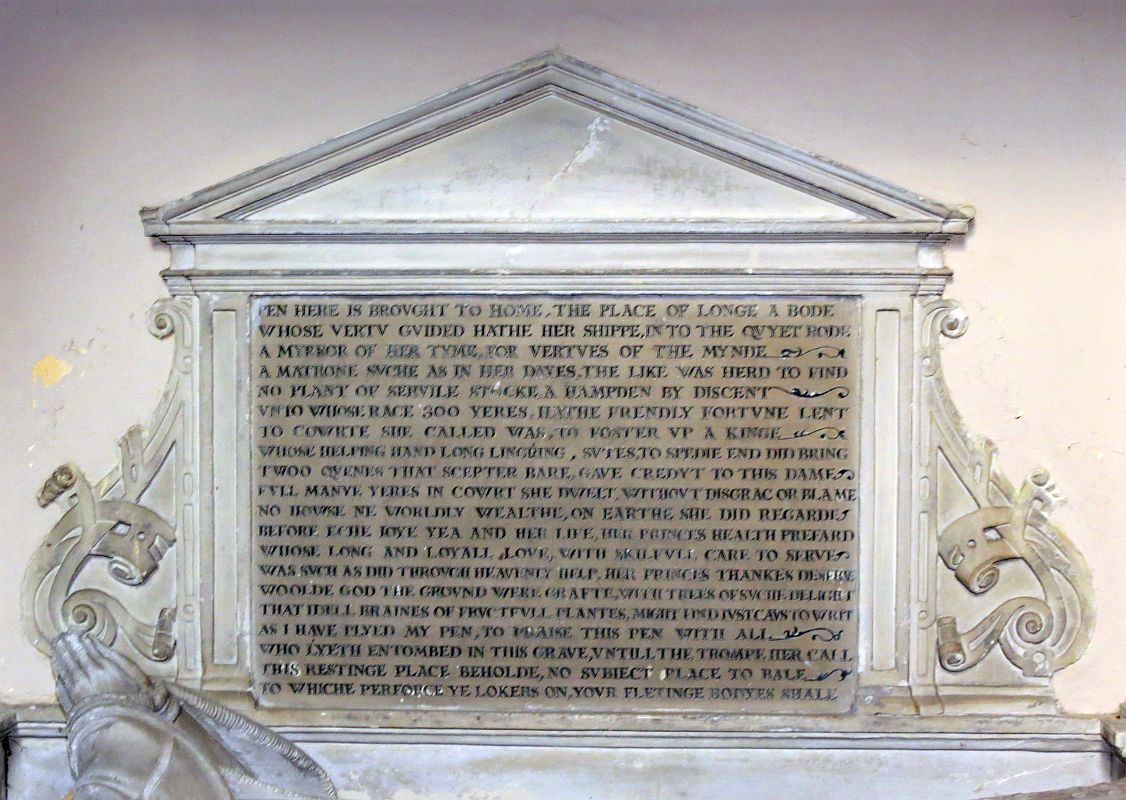 PEN HERE IS BROVGHT TO HOME, THE PLACE OF LONGE A BODE
WHOSE VERTV GVIDED HATHE HER SHIPPE, IN TO THE QVYET RODE
A MYRROR OF HER TYME, FOR VERTVES OF THE MYNDE
A MATRONE SVCHE AS IN HER DAYES, THE LIKE WAS HERD TO FIND
NO PLANT OF SERVILE STOCKE, A HAMPDEN BY DISCENT
VNTO WHOSE RACE 300 YERES, HATHE FRENDLY FORTVNE LENT
TO COWRTE SHE CALLED WAS, TO FOSTER VP A KINGE
WHOSE HELPING HAND LONG LINGRING, SVTES, TO SPEDIE END DID BRING
TWOO QVENES THAT SCEPTER BARE, GAVE CREDYT TO THIS DAME
FVLL MANYE YERES IN COWRT SHE DWELT, WITHOVT DISGRAC OR BLAME
NO HOWSE NE WORLDLY WEALTHE, ON EARTHE SHE DID REGARDE
BEFORE ECHE IOYE YEA AND HER LIFE, HER PRINCES HEALTH PREFARD
WHOSE LONG AND LOYALL LOVE, WITH SKILFVLL CARE TO SERVE
WAS SVCH AS DID THROVGH HEAVENLY HELP, HER PRINCES THANKES DESERVE
WOOLDE GOD THE GROVND WERE GRAFTE, WITH TREES OF SVCHE DELIGHT
THAT IDELL BRAINES OF FRVCTFVLL PLANTES, MIGHT FIND IVST CAVS TO WRIT
AS I HAVE PLYED MY PEN, TO PRAISE THIS PEN WITH ALL
WHO LYETH ENTOMBED IN THIS GRAVE, VNTILL THE TROMPE HER CALL
THIS RESTINGE PLACE BEHOLDE, NO SVBIECT PLACE TO BALE
TO WHICHE PERFORCE YE LOKERS ON, YOVR FLETINGE BODYES SHALE